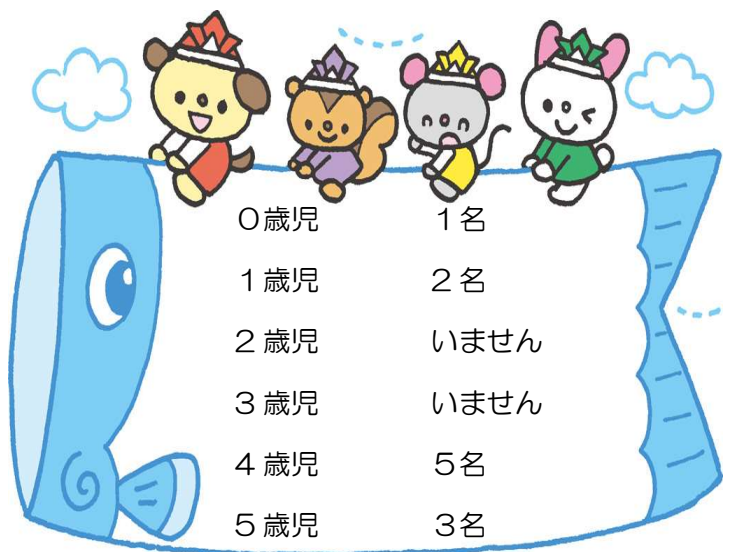 ０歳児　１名
１歳児　２名
２歳児　いません
３歳児　いません
４歳児　５名
５歳児　３名